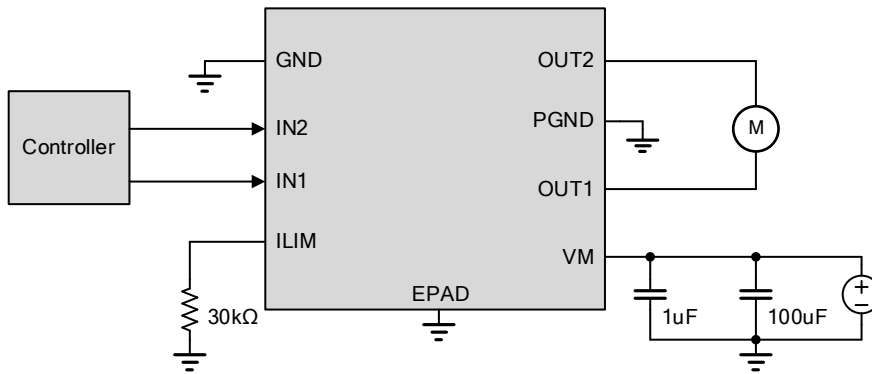 GND
OUT2
IN2
PGND
M
Controller
IN1
OUT1
ILIM
VM
EPAD
30kΩ
1uF
100uF
+
−